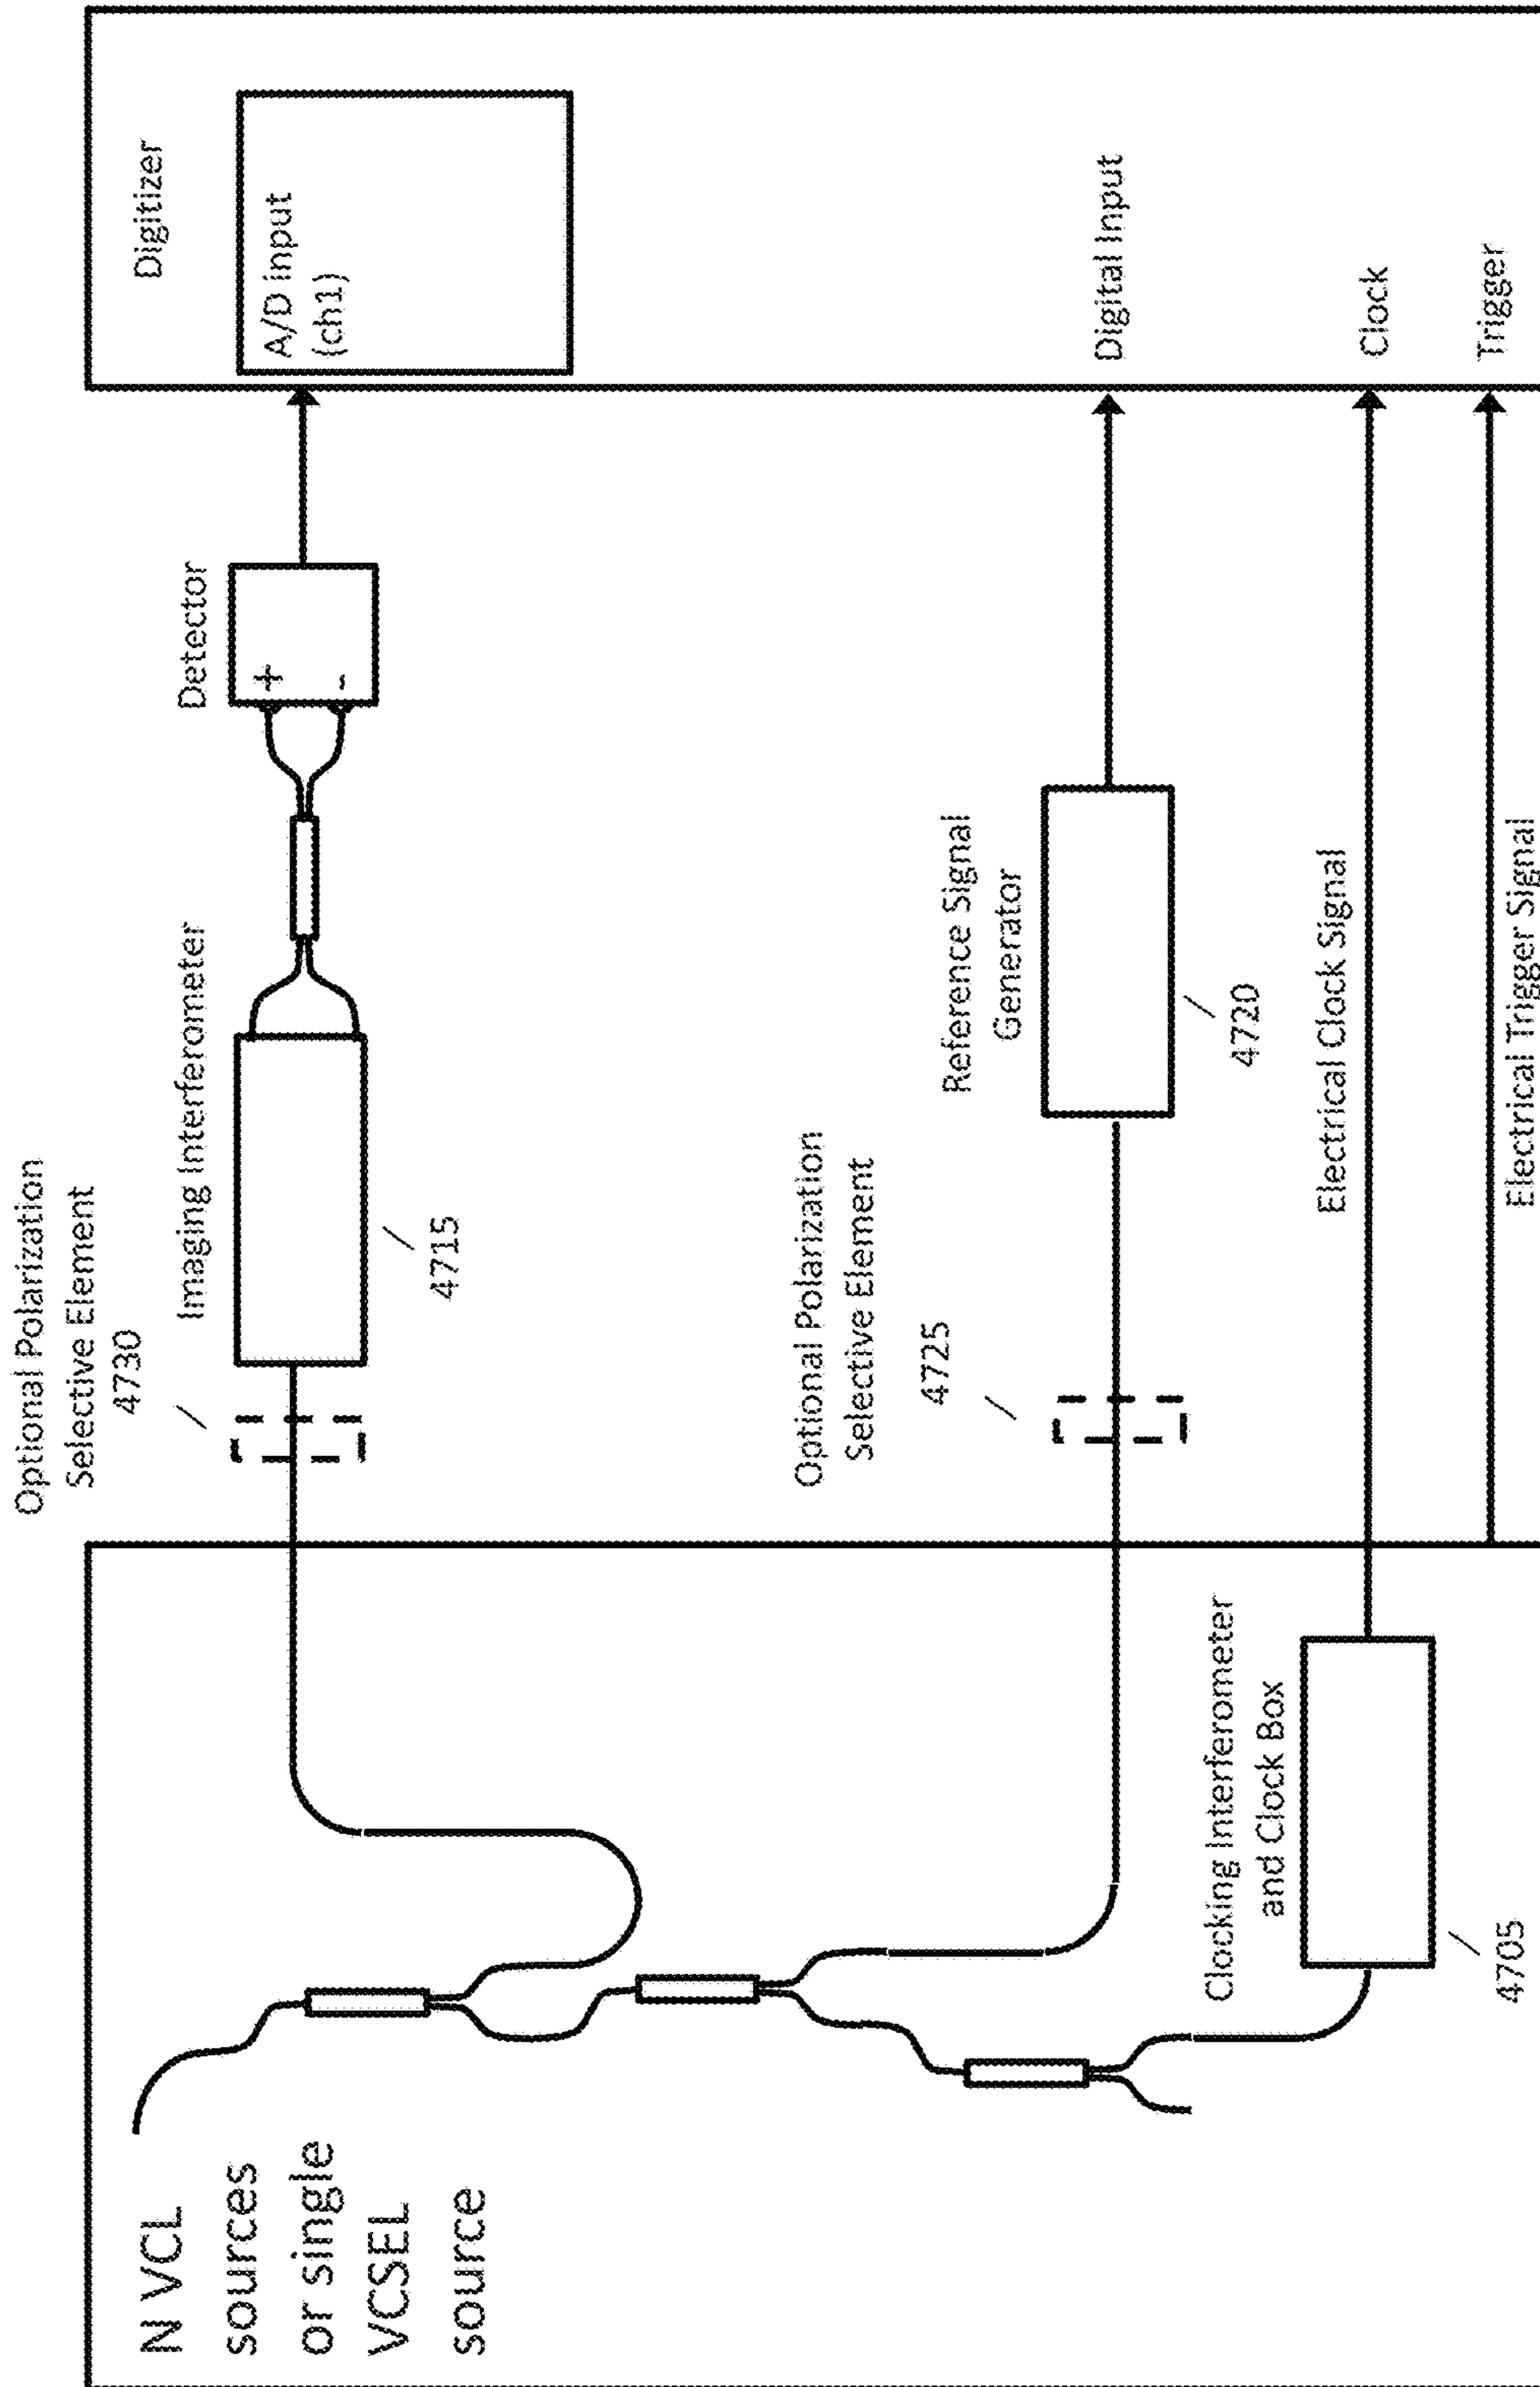 N VCL
sources
or single
VCSEL
source
Optional Polarization
Selective Element
4730
Imaging Interferometer
4715
Detector
+
-
Digitizer
A/D input
(ch1)
Optional Polarization
Selective Element
4725
Reference Signal
Generator
4720
Digital Input
Clocking Interferometer
and Clock Box
4705
Electrical Clock Signal
Clock
Electrical Trigger Signal
Trigger